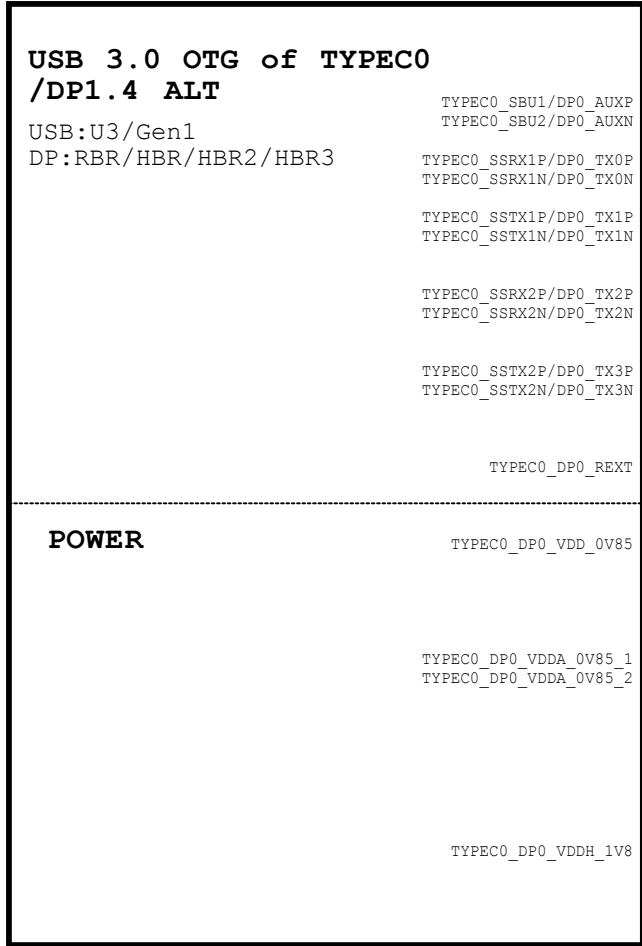 USB 3.0 OTG of TYPEC0
/DP1.4 ALT
USB:U3/Gen1
DP:RBR/HBR/HBR2/HBR3
TYPEC0_SBU1/DP0_AUXP
TYPEC0_SBU2/DP0_AUXN
TYPEC0_SSRX1P/DP0_TX0P
TYPEC0_SSRX1N/DP0_TX0N
TYPEC0_SSTX1P/DP0_TX1P
TYPEC0_SSTX1N/DP0_TX1N
TYPEC0_SSRX2P/DP0_TX2P
TYPEC0_SSRX2N/DP0_TX2N
TYPEC0_SSTX2P/DP0_TX3P
TYPEC0_SSTX2N/DP0_TX3N
TYPEC0_DP0_REXT
POWER
TYPEC0_DP0_VDD_0V85
TYPEC0_DP0_VDDA_0V85_1
TYPEC0_DP0_VDDA_0V85_2
TYPEC0_DP0_VDDH_1V8